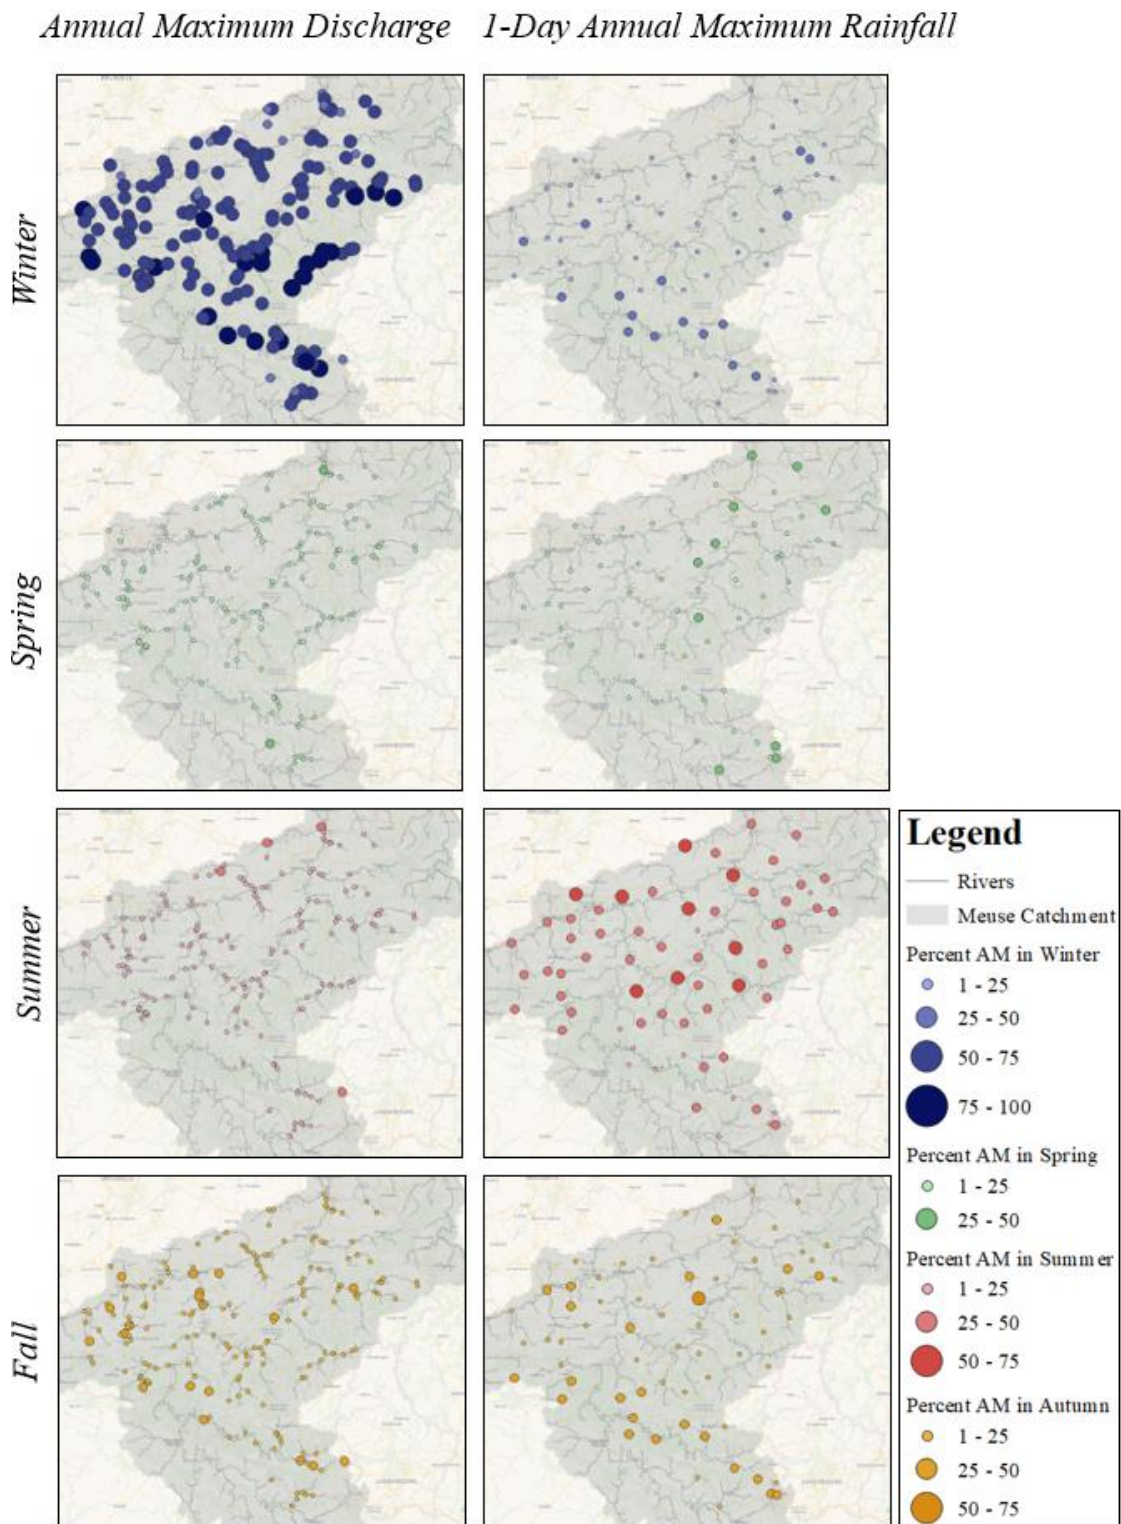 Annual Maximum Discharge
1-Day Annual Maximum Rainfall
Winter
Spring
Summer
Fall
Legend
Rivers
Meuse Catchment
Percent AM in Winter
1 - 25
25 - 50
50 - 75
75 - 100
Percent AM in Spring
1 - 25
25 - 50
Percent AM in Summer
1 - 25
25 - 50
50 - 75
Percent AM in Autumn
1 - 25
25 - 50
50 - 75